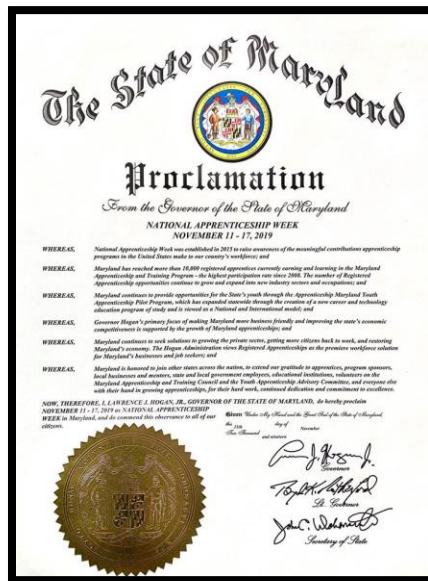 The State of Maryland
Proclamation
From the Governor of the State of Maryland
NATIONAL APPRENTICESHIP WEEK
NOVEMBER 11 - 17, 2019
WHEREAS, National Apprenticeship Week was established in 2015 to raise awareness of the meaningful contributions apprenticeship
programs in the United States make to our country's workforce; and
WHEREAS, Maryland has reached more than 10,000 registered apprentices currently earning and learning in the Maryland
Apprenticeship and Training Program - the highest participation rate since 2008. The number of Registered
Apprenticeship opportunities continue to grow and expand into new industry sectors and occupations; and
WHEREAS, Maryland continues to provide opportunities for the State's youth through the Apprenticeship Maryland Youth
Apprenticeship Pilot Program, which has expanded statewide through the creation of a new career and technology
education program of study and is viewed as a National and International model; and
WHEREAS, Governor Hogan's primary focus of making Maryland more business friendly and improving the state's economic
competitiveness is supported by the growth of Maryland apprenticeships; and
WHEREAS, Maryland continues to seek solutions to growing the private sector, getting more citizens back to work, and restoring
Maryland's economy. The Hogan Administration views Registered Apprenticeships as the premiere workforce solution
for Maryland's businesses and job seekers; and
WHEREAS, Maryland is honored to join other states across the nation, to extend our gratitude to apprentices, program sponsors,
local businesses and mentors, state and local government employees, educational institutions, volunteers on the
Maryland Apprenticeship and Training Council and the Youth Apprenticeship Advisory Committee, and everyone else
with their hand in growing apprenticeships, for their hard work, continued dedication and commitment to excellence.
NOW, THEREFORE, I, LAWRENCE J. HOGAN, JR., GOVERNOR OF THE STATE OF MARYLAND, do hereby proclaim
NOVEMBER 11 - 17, 2019 as NATIONAL APPRENTICESHIP
WEEK in Maryland, and do commend this observance to all of our
citizens.
Given Under My Hand and the Great Seal of the State of Maryland,
this 11th day of November
Two Thousand and nineteen
Governor
Lt. Governor
Secretary of State